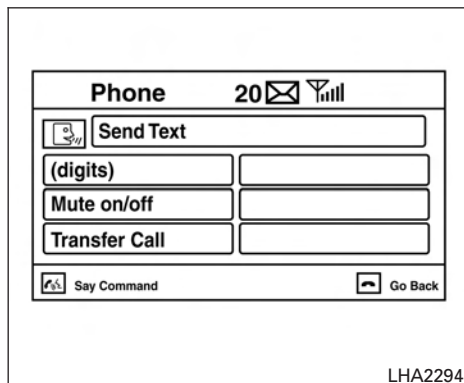 Phone 20
Send Text
(digits)
Mute on/off
Transfer Call
Say Command Go Back
LHA2294